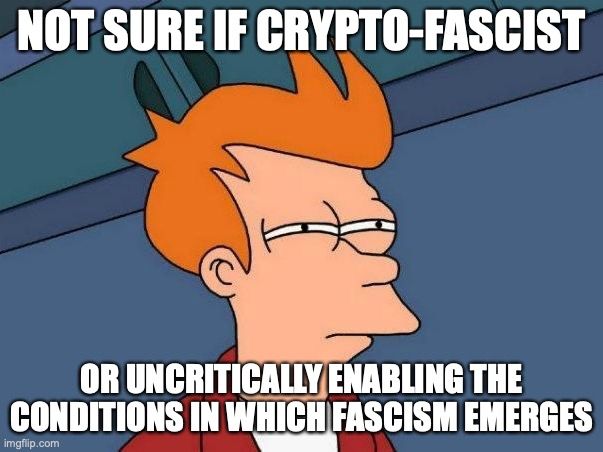 NOT SURE IF CRYPTO-FASCIST
OR UNCRITICALLY ENABLING THE
CONDITIONS IN WHICH FASCISM EMERGES
imgflip.com